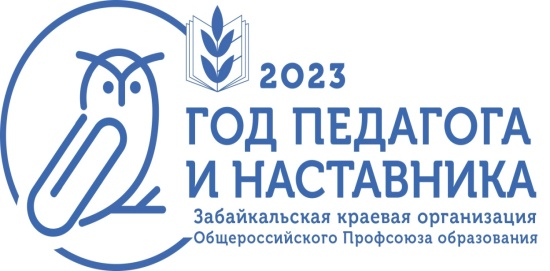 2023
ГОД ПЕДАГОГА
И НАСТАВНИКА
Забайкальская краевая организация
Общероссийского Профсоюза образования